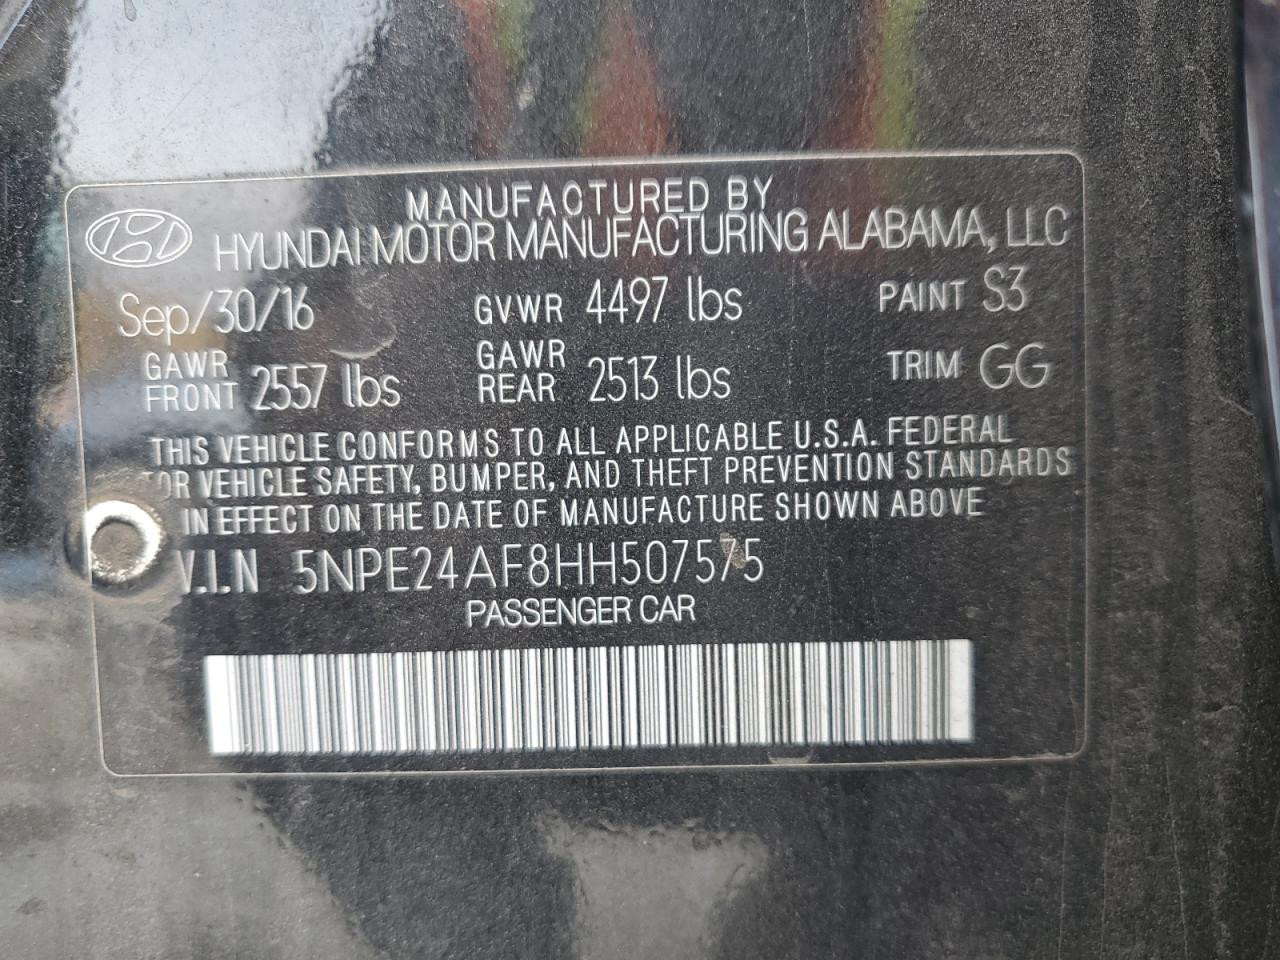 MANUFACTURED BY
HYUNDAI MOTOR MANUFACTURING ALABAMA, LLC
Sep/30/16 GVWR 4497 lbs PAINT S3
GAWR FRONT 2557 lbs GAWR REAR 2513 lbs TRIM GG
THIS VEHICLE CONFORMS TO ALL APPLICABLE U.S.A. FEDERAL
VEHICLE SAFETY, BUMPER, AND THEFT PREVENTION STANDARDS
IN EFFECT ON THE DATE OF MANUFACTURE SHOWN ABOVE
V.I.N 5NPE24AF8HH507575
PASSENGER CAR